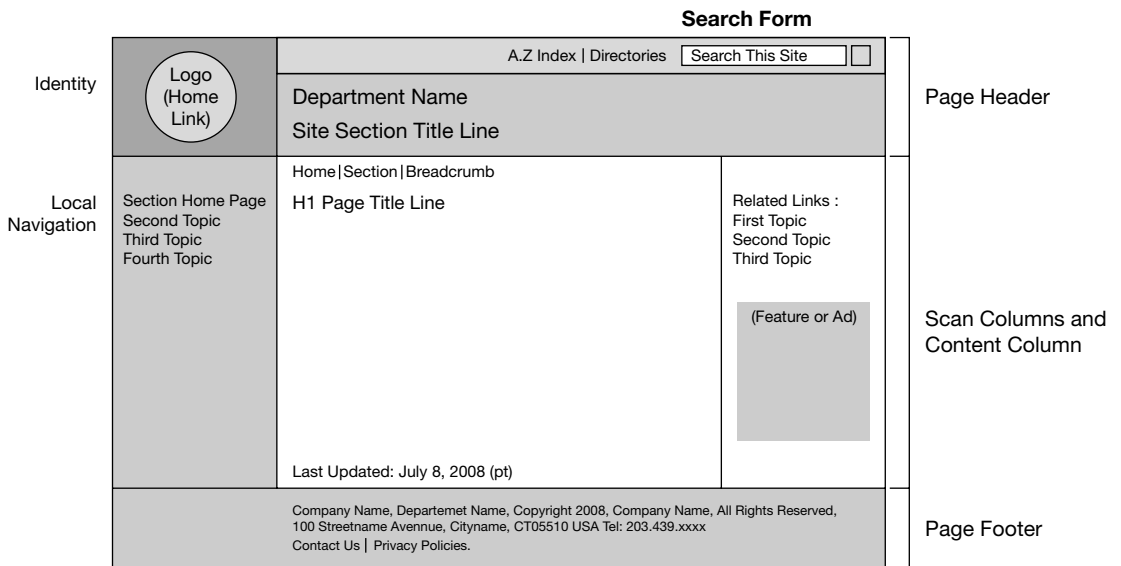 Search Form
A.Z Index | Directories
Search This Site
Identity
Logo
(Home
Link)
Department Name
Site Section Title Line
Page Header
Local
Navigation
Section Home Page
Second Topic
Third Topic
Fourth Topic
Home|Section|Breadcrumb
H1 Page Title Line
Last Updated: July 8, 2008 (pt)
Related Links :
First Topic
Second Topic
Third Topic
(Feature or Ad)
Scan Columns and
Content Column
Company Name, Departemet Name, Copyright 2008, Company Name, All Rights Reserved,
100 Streetname Avennue, Cityname, CT05510 USA Tel: 203.439.xxxx
Contact Us | Privacy Policies.
Page Footer